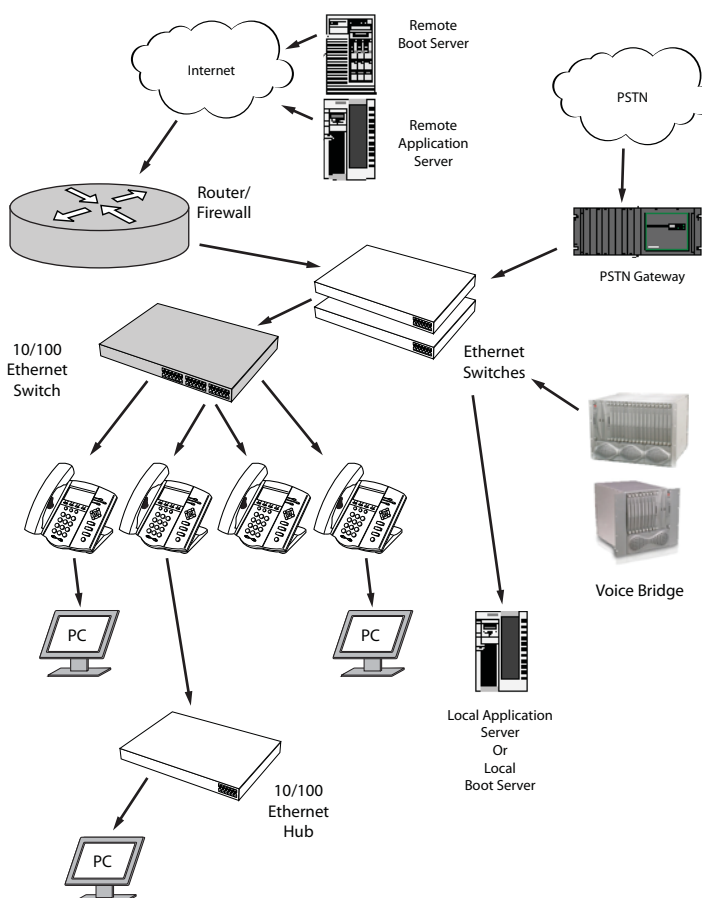 Remote
Boot Server
Internet
PSTN
Remote
Application
Server
Router/
Firewall
PSTN Gateway
10/100
Ethernet
Switch
Ethernet
Switches
Voice Bridge
PC
PC
Local Application
Server
Or
Local
Boot Server
10/100
Ethernet
Hub
PC